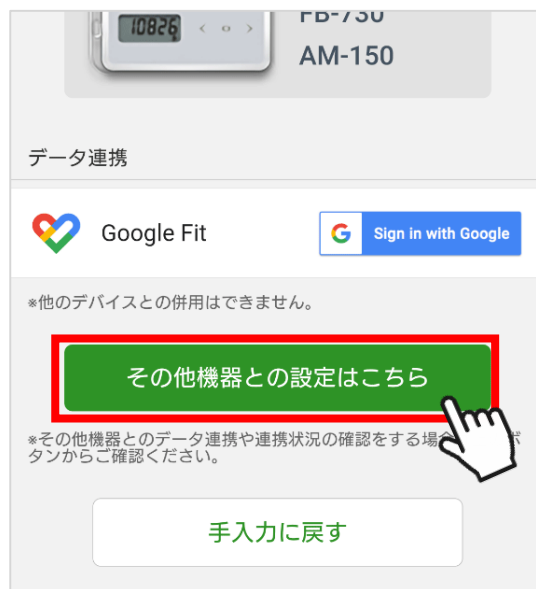 10826
FB-730
AM-150
データ連携
Google Fit
G Sign in with Google
※他のデバイスとの併用はできません。
その他機器との設定はこちら
※その他機器とのデータ連携や連携状況の確認をする場合
タンからご確認ください。
手入力に戻す